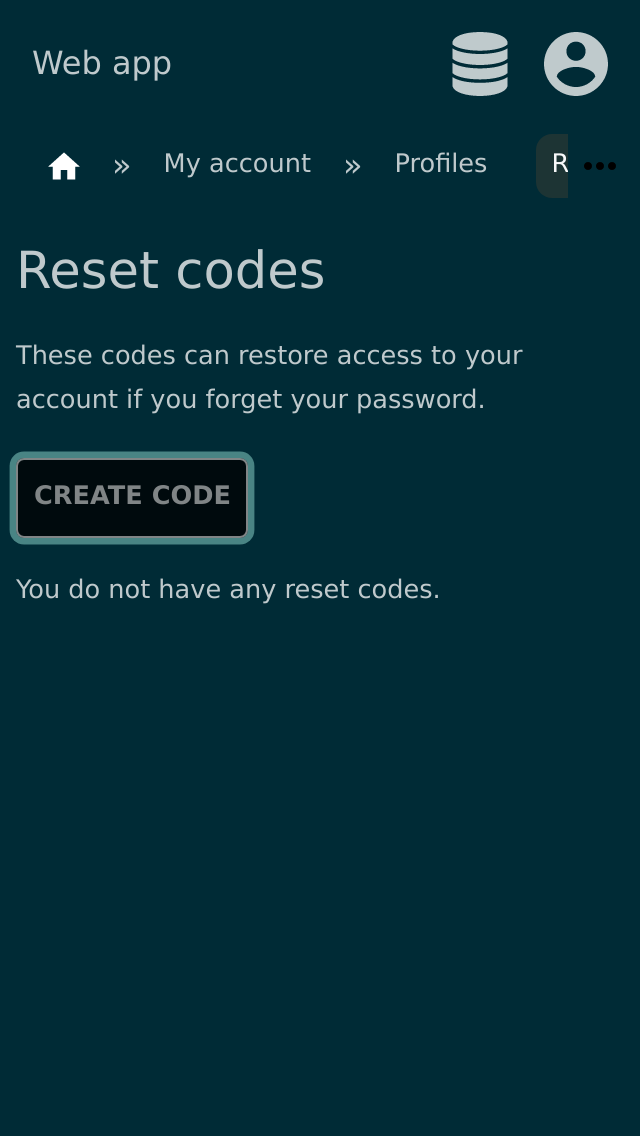 Web app
» My account » Profiles R
Reset codes
These codes can restore access to your
account if you forget your password.
CREATE CODE
You do not have any reset codes.